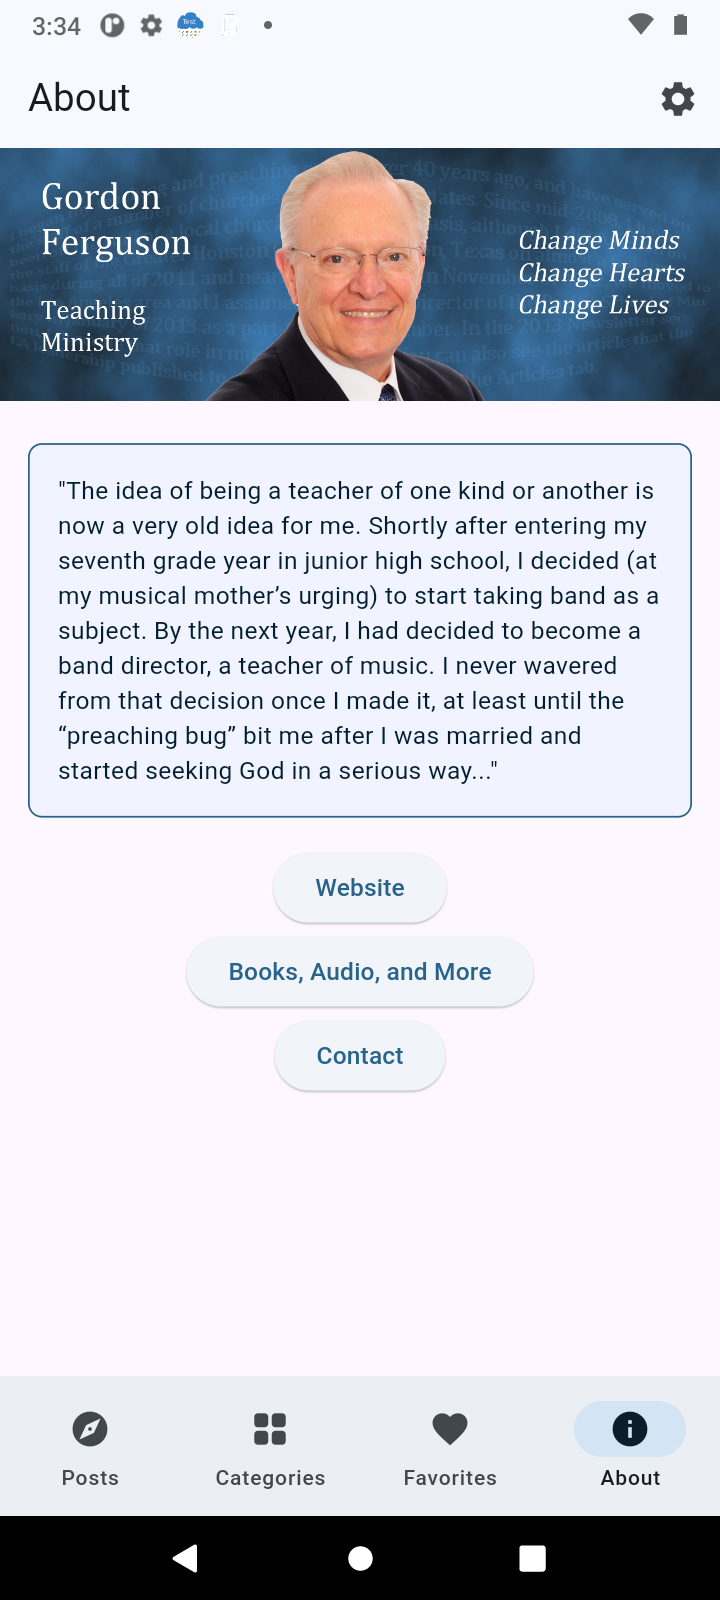 3:34
About
Gordon
Ferguson
Teaching
Ministry
Change Minds
Change Hearts
Change Lives
"The idea of being a teacher of one kind or another is
now a very old idea for me. Shortly after entering my
seventh grade year in junior high school, I decided (at
my musical mother’s urging) to start taking band as a
subject. By the next year, I had decided to become a
band director, a teacher of music. I never wavered
from that decision once I made it, at least until the
“preaching bug” bit me after I was married and
started seeking God in a serious way..."
Website
Books, Audio, and More
Contact
Posts
Categories
Favorites
About